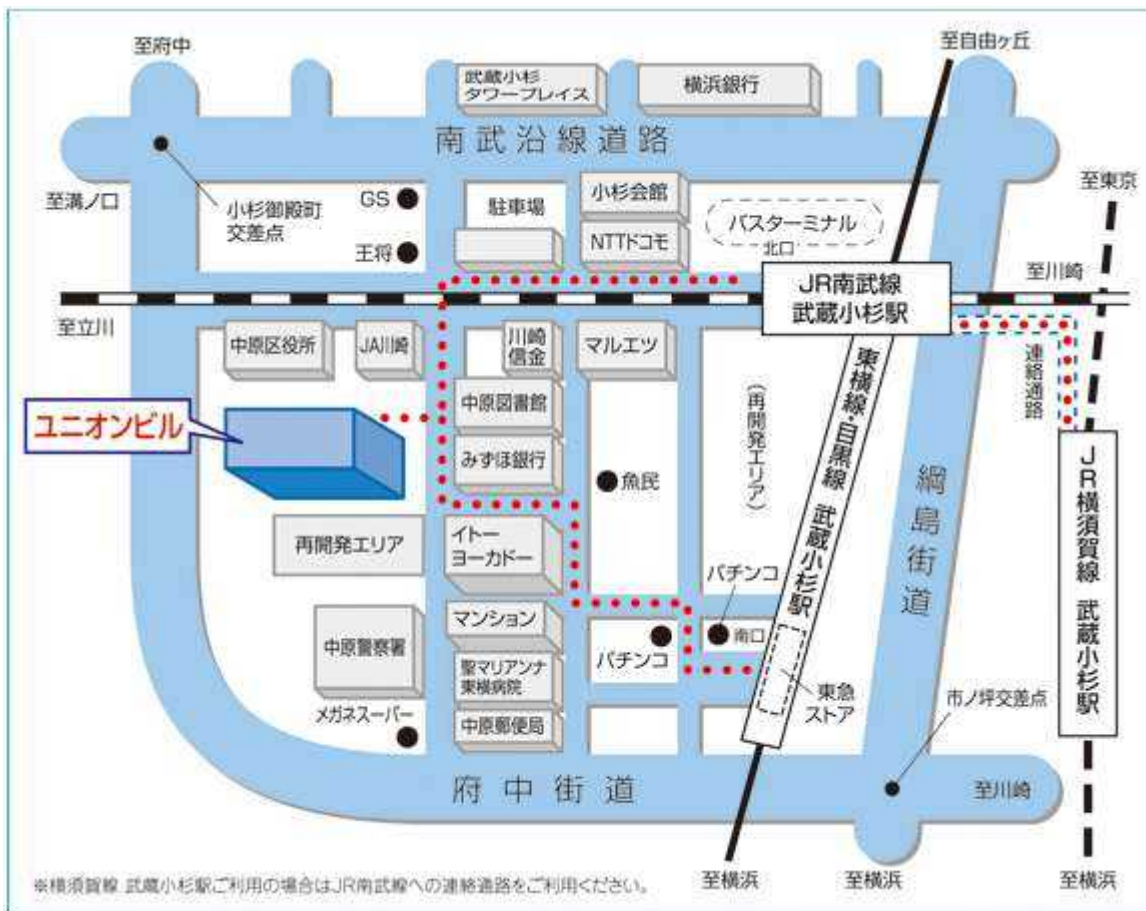 至府中
至自由ヶ丘
武蔵小杉
タワープレイス
横浜銀行
南武沿線道路
至溝ノ口
小杉御殿町
交差点
GS
王将
駐車場
小杉会館
NTTドコモ
バスターミナル
北口
至東京
至川崎
JR南武線
武蔵小杉駅
至立川
中原区役所
JA川崎
川崎
信金
マルエツ
連絡通路
ユニオンビル
中原図書館
みずほ銀行
魚民
(再開発エリア)
東横線・目黒線 武蔵小杉駅
綱島街道
JR横須賀線 武蔵小杉駅
再開発エリア
イトー
ヨーカドー
パチンコ
マンション
中原警察署
パチンコ
南口
聖マリアンナ
東横病院
東急
ストア
メガネスーパー
中原郵便局
市ノ坪交差点
府中街道
至川崎
※横須賀線 武蔵小杉駅ご利用の場合はJR南武線への連絡通路をご利用ください。
至横浜
至横浜
至横浜